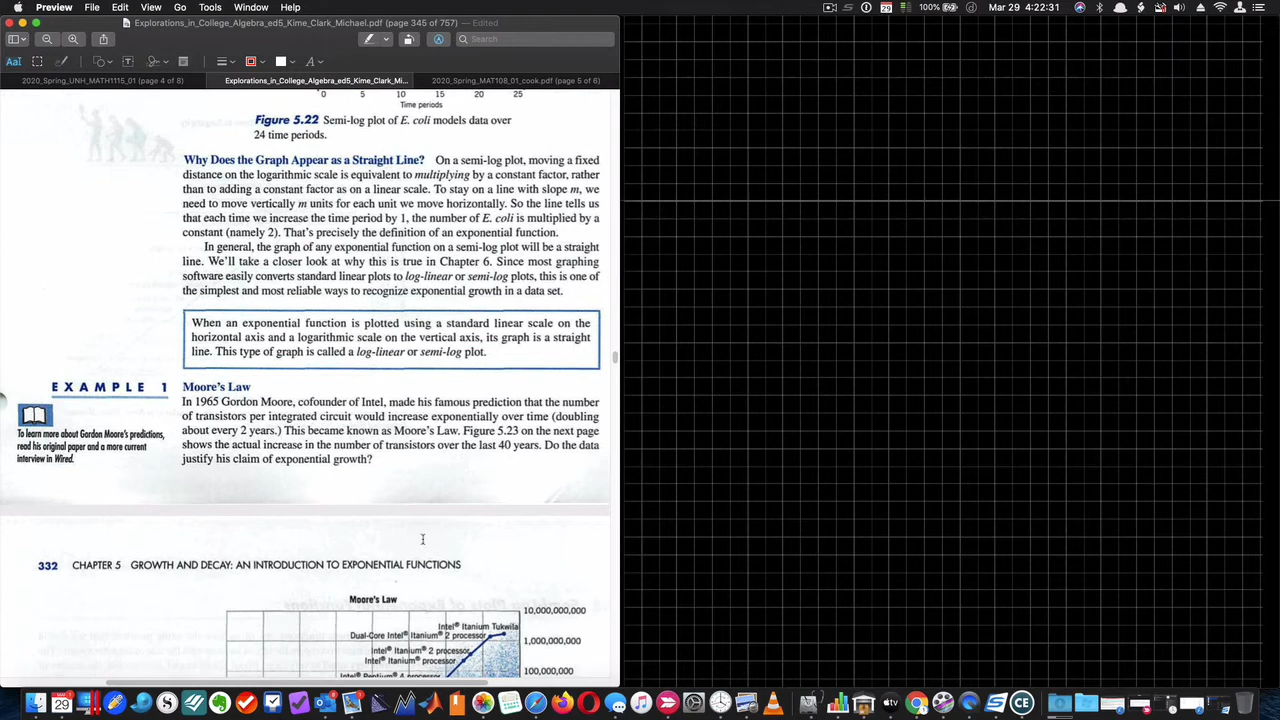 Preview File Edit View Go Tools Window Help 29 100% Mar 29 4:22:31
Explorations_in_College_Algebra_ed5_Kime_Clark_Michael.pdf (page 345 of 757) — Edited
Search
AaI T A
2020_Spring_UNH_MATH1115_01 (page 4 of 8) Explorations_in_College_Algebra_ed5_Kime_Clark_Mi... 2020_Spring_MAT108_01_cook.pdf (page 5 of 6)
0 5 10 15 20 25
Time periods
Figure 5.22 Semi-log plot of E. coli models data over
24 time periods.
Why Does the Graph Appear as a Straight Line? On a semi-log plot, moving a fixed
distance on the logarithmic scale is equivalent to multiplying by a constant factor, rather
than to adding a constant factor as on a linear scale. To stay on a line with slope m, we
need to move vertically m units for each unit we move horizontally. So the line tells us
that each time we increase the time period by 1, the number of E. coli is multiplied by a
constant (namely 2). That's precisely the definition of an exponential function.
In general, the graph of any exponential function on a semi-log plot will be a straight
line. We'll take a closer look at why this is true in Chapter 6. Since most graphing
software easily converts standard linear plots to log-linear or semi-log plots, this is one of
the simplest and most reliable ways to recognize exponential growth in a data set.
When an exponential function is plotted using a standard linear scale on the
horizontal axis and a logarithmic scale on the vertical axis, its graph is a straight
line. This type of graph is called a log-linear or semi-log plot.
EXAMPLE 1
Moore's Law
In 1965 Gordon Moore, cofounder of Intel, made his famous prediction that the number
of transistors per integrated circuit would increase exponentially over time (doubling
about every 2 years.) This became known as Moore's Law. Figure 5.23 on the next page
shows the actual increase in the number of transistors over the last 40 years. Do the data
justify his claim of exponential growth?
To learn more about Gordon Moore's predictions,
read his original paper and a more current
interview in Wired.
332 CHAPTER 5 GROWTH AND DECAY: AN INTRODUCTION TO EXPONENTIAL FUNCTIONS
Moore's Law
10,000,000,000
Intel® Itanium Tukwila
Dual-Core Intel® Itanium® 2 processor
1,000,000,000
Intel® Itanium® 2 processor
Intel® Itanium® processor
100,000,000
Intel® Pentium® 4 processor
29 CE